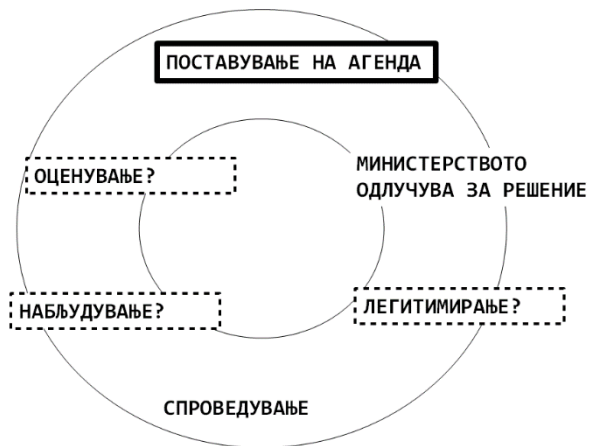 ПОСТАВУВАЊЕ НА АГЕНДА
ОЦЕНУВАЊЕ?
МИНИСТЕРСТВОТО
ОДЛУЧУВА ЗА РЕШЕНИЕ
НАБЉУДУВАЊЕ?
ЛЕГИТИМИРАЊЕ?
СПРОВЕДУВАЊЕ